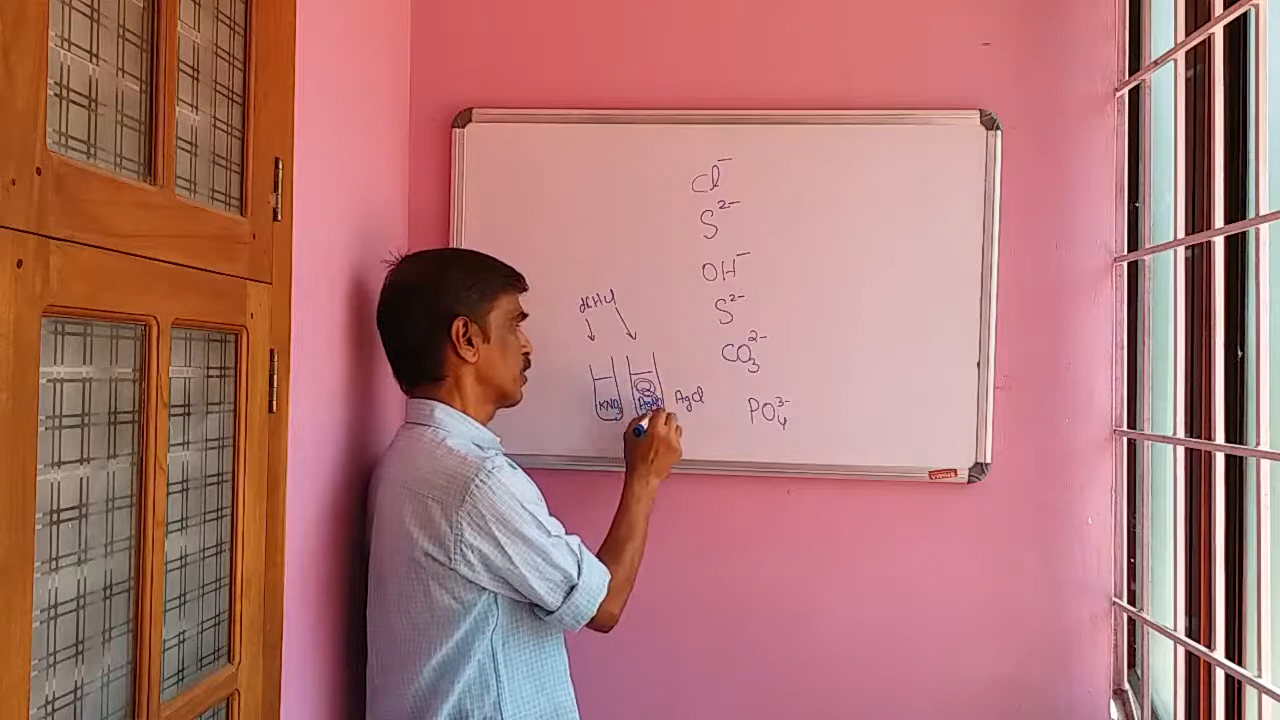 Cl⁻
S²⁻
OH⁻
S²⁻
CO₃²⁻
PO₄³⁻
dil HCl
KNO₃
AgCl